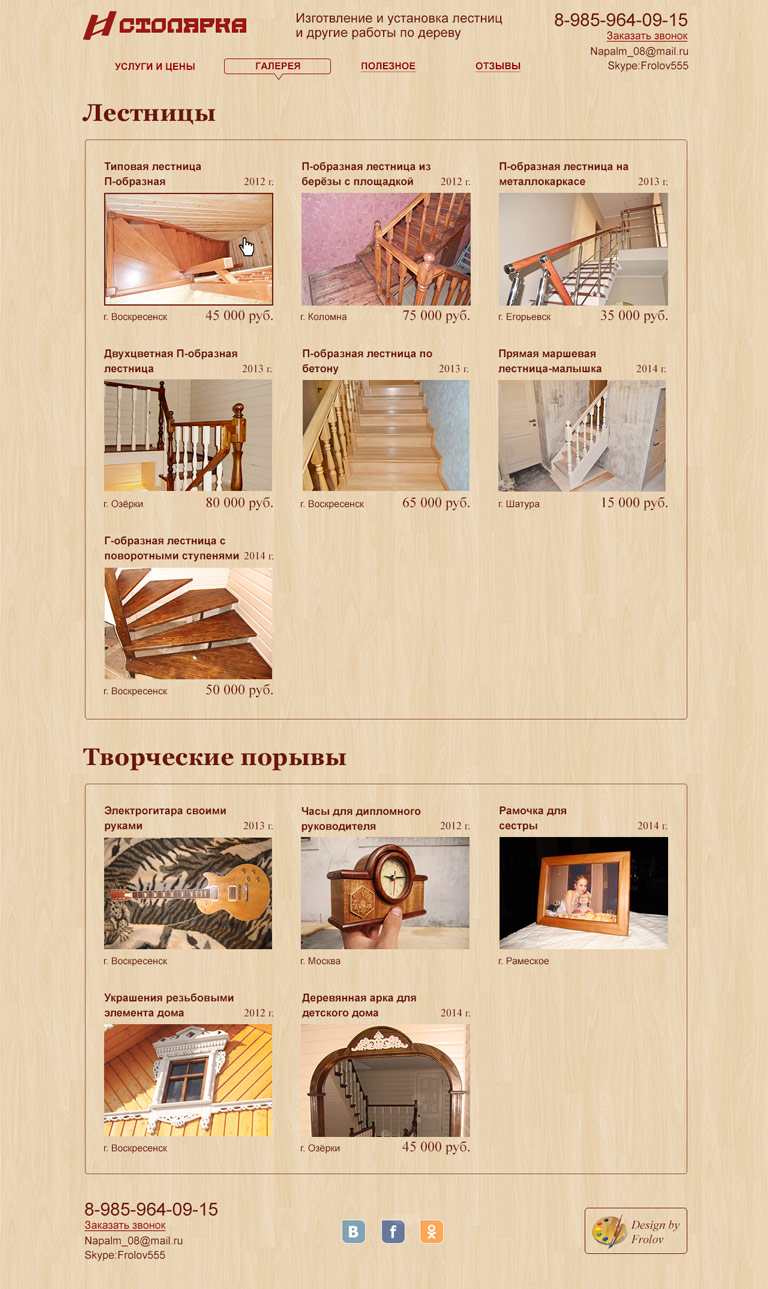 СТОЛЯРКА
Изготвление и установка лестниц
и другие работы по дереву
8-985-964-09-15
Заказать звонок
Napalm_08@mail.ru
Skype:Frolov555
УСЛУГИ И ЦЕНЫ
ГАЛЕРЕЯ
ПОЛЕЗНОЕ
ОТЗЫВЫ
Лестницы
Типовая лестница
П-образная 2012 г.
г. Воскресенск 45 000 руб.
П-образная лестница из
берёзы с площадкой 2012 г.
г. Коломна 75 000 руб.
П-образная лестница на
металлокаркасе 2013 г.
г. Егорьевск 35 000 руб.
Двухцветная П-образная
лестница 2013 г.
г. Озёрки 80 000 руб.
П-образная лестница по
бетону 2013 г.
г. Воскресенск 65 000 руб.
Прямая маршевая
лестница-малышка 2014 г.
г. Шатура 15 000 руб.
Г-образная лестница с
поворотными ступенями 2014 г.
г. Воскресенск 50 000 руб.
Творческие порывы
Электрогитара своими
руками 2013 г.
г. Воскресенск
Часы для дипломного
руководителя 2012 г.
г. Москва
Рамочка для
сестры 2014 г.
г. Рамеское
Украшения резьбовыми
элемента дома 2012 г.
г. Воскресенск
Деревянная арка для
детского дома 2014 г.
г. Озёрки 45 000 руб.
8-985-964-09-15
Заказать звонок
Napalm_08@mail.ru
Skype:Frolov555
Design by
Frolov